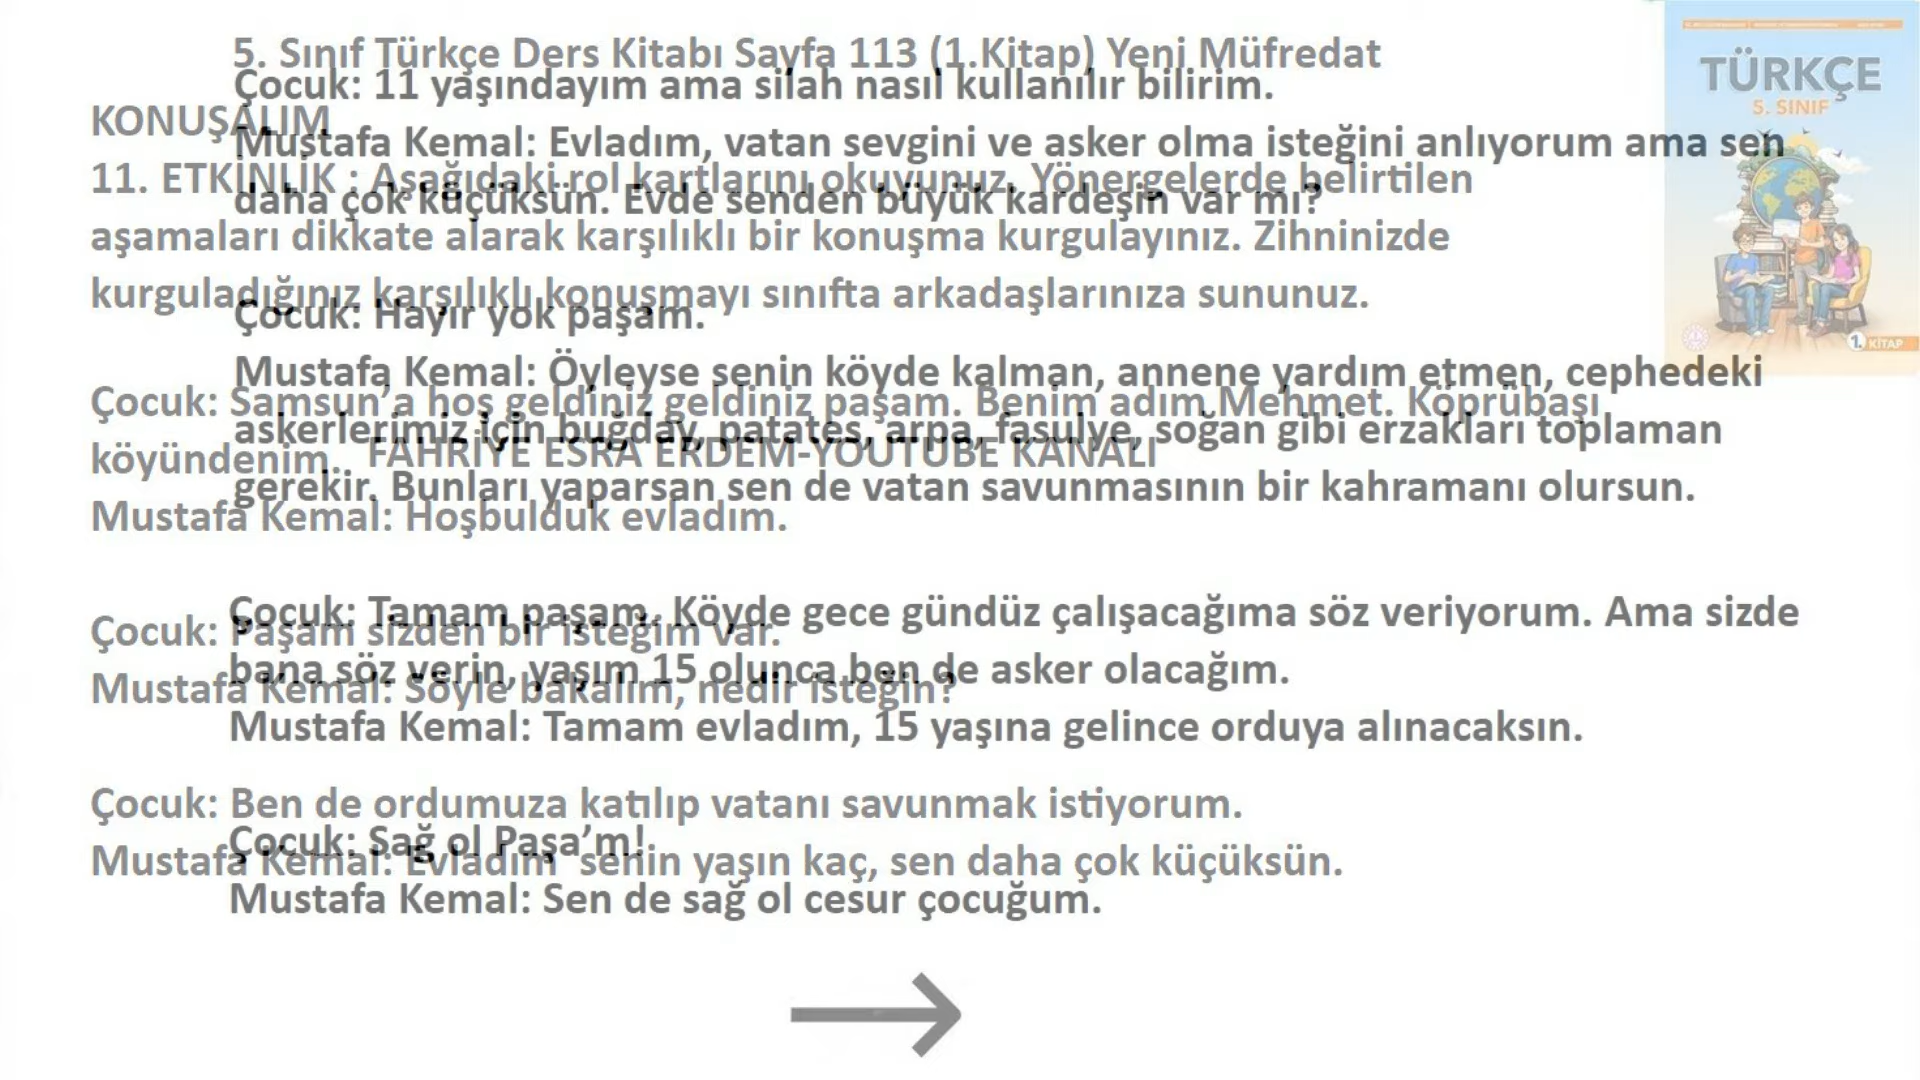 5. Sınıf Türkçe Ders Kitabı Sayfa 113 (1.Kitap) Yeni Müfredat
KONUŞALIM
11. ETKİNLİK : Aşağıdaki rol kartlarını okuyunuz. Yönergelerde belirtilen
aşamaları dikkate alarak karşılıklı bir konuşma kurgulayınız. Zihninizde
kurguladığınız karşılıklı konuşmayı sınıfta arkadaşlarınıza sununuz.
Çocuk: Samsun’a hoş geldiniz geldiniz paşam. Benim adım Mehmet. Köprübaşı
köyündenim. FAHRİYE ESRA ERDEM-YOUTUBE KANALI
Mustafa Kemal: Hoşbulduk evladım.
Çocuk: Paşam sizden bir isteğim var.
Mustafa Kemal: Söyle bakalım, nedir isteğin?
Çocuk: Ben de ordumuza katılıp vatanı savunmak istiyorum.
Mustafa Kemal: Evladım senin yaşın kaç, sen daha çok küçüksün.
Çocuk: 11 yaşındayım ama silah nasıl kullanılır bilirim.
Mustafa Kemal: Evladım, vatan sevgini ve asker olma isteğini anlıyorum ama sen
daha çok küçüksün. Evde senden büyük kardeşin var mı?
Çocuk: Hayır yok paşam.
Mustafa Kemal: Öyleyse senin köyde kalman, annene yardım etmen, cephedeki
askerlerimiz için buğday, patates, arpa, fasulye, soğan gibi erzakları toplaman
gerekir. Bunları yaparsan sen de vatan savunmasının bir kahramanı olursun.
Çocuk: Tamam paşam. Köyde gece gündüz çalışacağıma söz veriyorum. Ama sizde
bana söz verin, yaşım 15 olunca ben de asker olacağım.
Mustafa Kemal: Tamam evladım, 15 yaşına gelince orduya alınacaksın.
Çocuk: Sağ ol Paşa’m!
Mustafa Kemal: Sen de sağ ol cesur çocuğum.
TÜRKÇE
5. SINIF
1. KİTAP